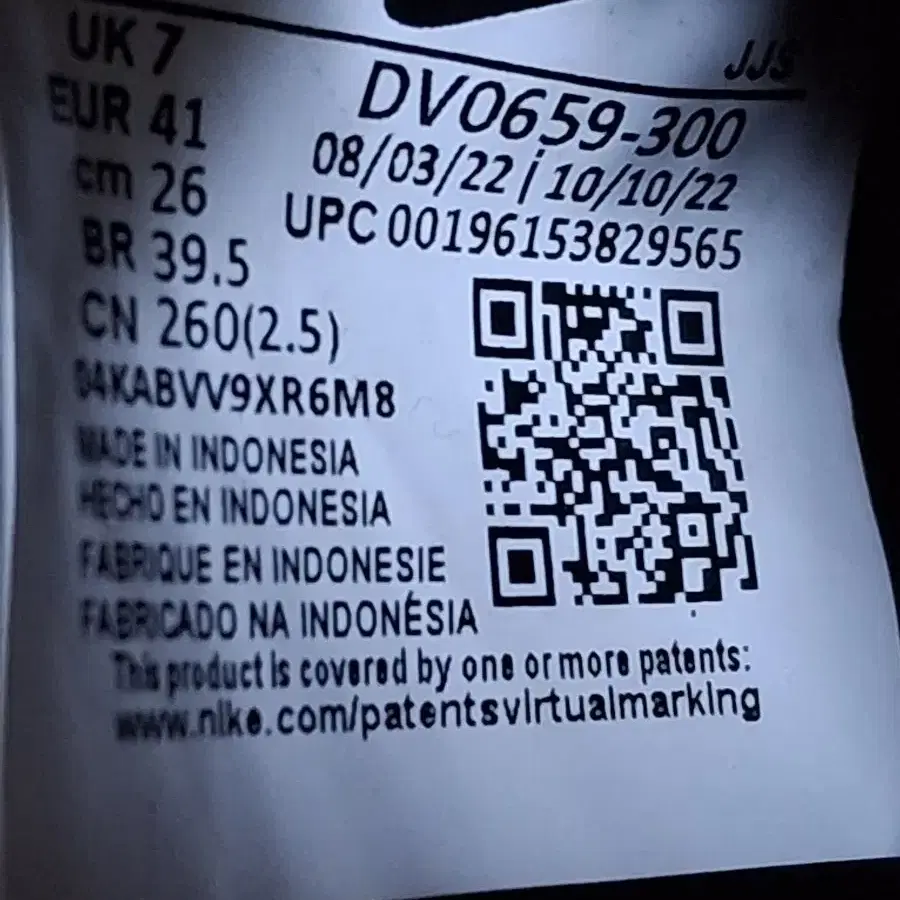 UK 7
EUR 41
cm 26
BR 39.5
CN 260(2.5)
04KABVV9XR6M8
MADE IN INDONESIA
HECHO EN INDONESIA
FABRIQUE EN INDONESIE
FABRICADO NA INDONÉSIA
JJS
DV0659-300
08/03/22 | 10/10/22
UPC 00196153829565
This product is covered by one or more patents:
www.nike.com/patentsvirtualmarking